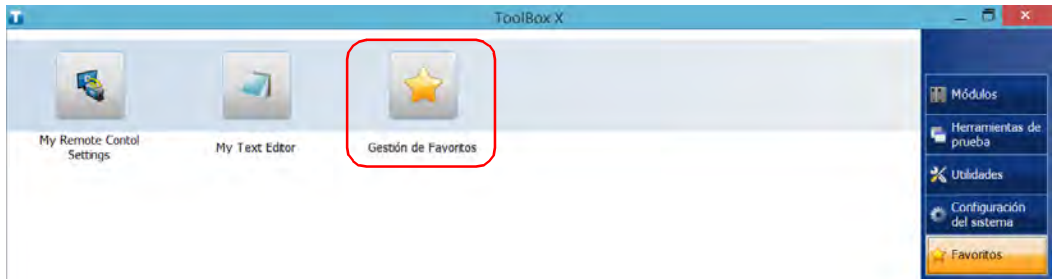 ToolBox X
My Remote Contol
Settings
My Text Editor
Gestión de Favoritos
Módulos
Herramientas de
prueba
Utilidades
Configuración
del sistema
Favoritos